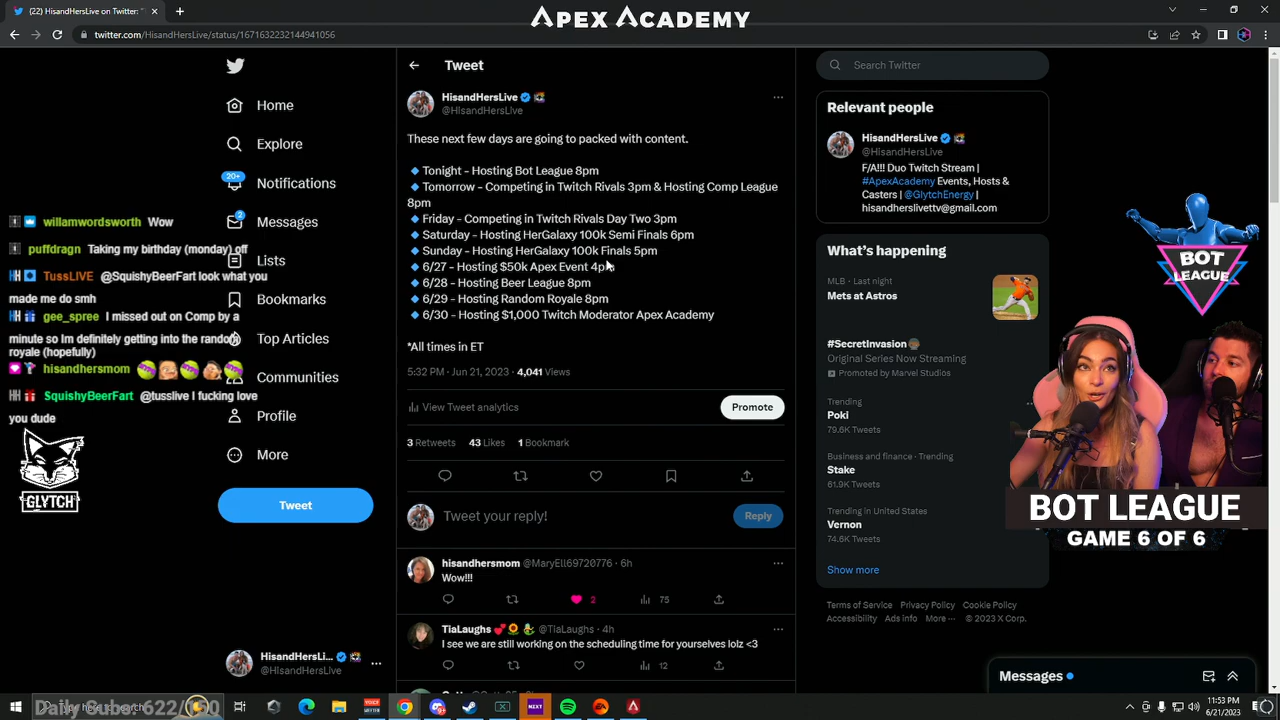 APEX ACADEMY
(22) HisandHersLive on Twitter: "
twitter.com/HisandHersLive/status/1671632232144941056
Home
Explore
20+
Notifications
2
Messages
Lists
Bookmarks
Top Articles
Communities
Profile
More
Tweet
HisandHersLi...
@HisandHersLive
willamwordsworth Wow
puffdragn Taking my birthday (monday) off
TussLIVE @SquishyBeerFart look what you
made me do smh
gee_spree I missed out on Comp by a
minute so Im definitely getting into the random
royale (hopefully)
hisandhersmom
SquishyBeerFart @tusslive I fucking love
you dude
GLYTCH
Tweet
HisandHersLive
@HisandHersLive
These next few days are going to packed with content.
Tonight - Hosting Bot League 8pm
Tomorrow - Competing in Twitch Rivals 3pm & Hosting Comp League
8pm
Friday - Competing in Twitch Rivals Day Two 3pm
Saturday - Hosting HerGalaxy 100k Semi Finals 6pm
Sunday - Hosting HerGalaxy 100k Finals 5pm
6/27 - Hosting $50k Apex Event 4pm
6/28 - Hosting Beer League 8pm
6/29 - Hosting Random Royale 8pm
6/30 - Hosting $1,000 Twitch Moderator Apex Academy
*All times in ET
5:32 PM · Jun 21, 2023 · 4,041 Views
View Tweet analytics
Promote
3 Retweets 43 Likes 1 Bookmark
Tweet your reply!
Reply
hisandhersmom @MaryEll69720776 · 6h
Wow!!!
2
75
TiaLaughs @TiaLaughs · 4h
I see we are still working on the scheduling time for yourselves lolz <3
12
Search Twitter
Relevant people
HisandHersLive
@HisandHersLive
F/A!!! Duo Twitch Stream |
#ApexAcademy Events, Hosts &
Casters | @GlytchEnergy |
hisandherslivettv@gmail.com
What's happening
MLB · Last night
Mets at Astros
#SecretInvasion
Original Series Now Streaming
Promoted by Marvel Studios
Trending
Poki
79.6K Tweets
Business and finance · Trending
Stake
61.9K Tweets
Trending in United States
Vernon
74.6K Tweets
Show more
Terms of Service Privacy Policy Cookie Policy
Accessibility Ads info More ··· © 2023 X Corp.
BOT
LEAGUE
BOT LEAGUE
GAME 6 OF 6
Messages
NXT
11:53 PM
6/21/2023